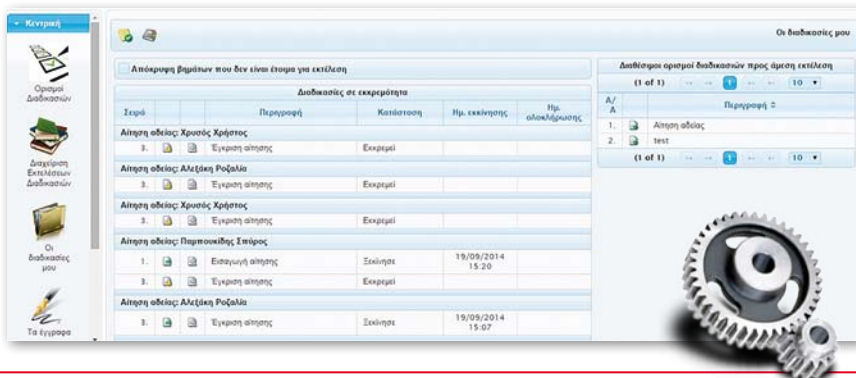 Κεντρική
Ορισμοί
Διαδικασιών
Διαχείριση
Εκτελέσεων
Διαδικασιών
Οι
διαδικασίες
μου
Τα έγγραφα
Οι διαδικασίες μου
Απόκρυψη βημάτων που δεν είναι έτοιμα για εκτέλεση
Διαδικασίες σε εκκρεμότητα
Σειρά Περιγραφή Κατάσταση Ημ. εκκίνησης Ημ. ολοκλήρωσης
Αίτηση αδείας: Χρυσός Χρήστος
3. Έγκριση αίτησης Εκκρεμεί
Αίτηση αδείας: Αλεξάκη Ροζαλία
3. Έγκριση αίτησης Εκκρεμεί
Αίτηση αδείας: Χρυσός Χρήστος
3. Έγκριση αίτησης Εκκρεμεί
Αίτηση αδείας: Παμπουκίδης Σπύρος
1. Εισαγωγή αίτησης Ξεκίνησε 19/09/2014 15:20
3. Έγκριση αίτησης Εκκρεμεί
Αίτηση αδείας: Αλεξάκη Ροζαλία
3. Έγκριση αίτησης Ξεκίνησε 19/09/2014 15:07
Διαθέσιμοι ορισμοί διαδικασιών προς άμεση εκτέλεση
(1 of 1) 1 10
Α/Α Περιγραφή
1. Αίτηση αδείας
2. test
(1 of 1) 1 10